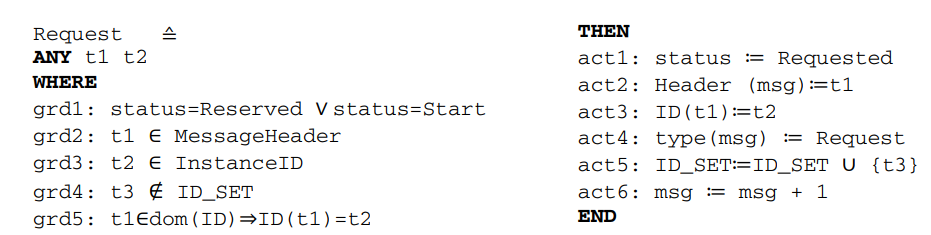 Request ≙
ANY t1 t2
WHERE
grd1: status=Reserved ∨ status=Start
grd2: t1 ∈ MessageHeader
grd3: t2 ∈ InstanceID
grd4: t3 ∉ ID_SET
grd5: t1∈dom(ID)⇒ID(t1)=t2
THEN
act1: status ≔ Requested
act2: Header (msg)≔t1
act3: ID(t1)≔t2
act4: type(msg) ≔ Request
act5: ID_SET≔ID_SET ∪ {t3}
act6: msg ≔ msg + 1
END